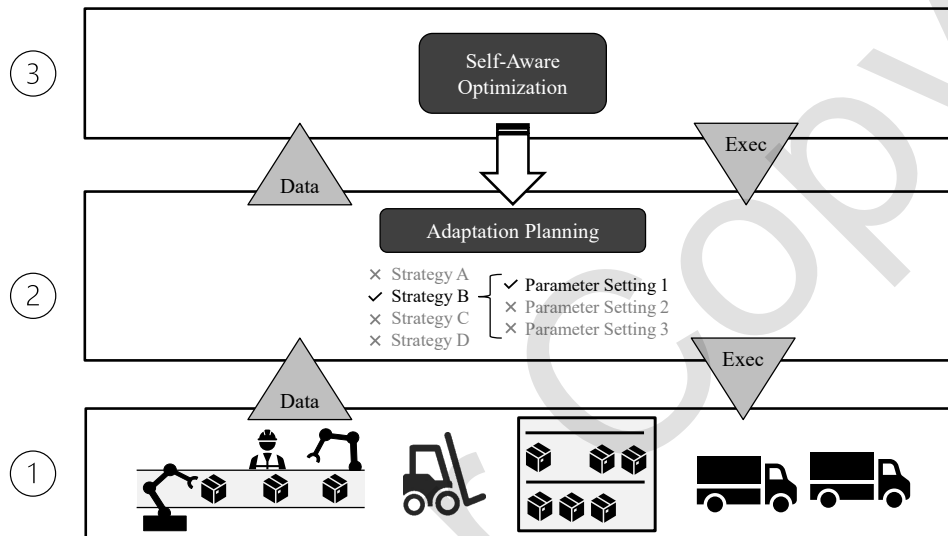 3
Self-Aware
Optimization
Data
Exec
2
Adaptation Planning
× Strategy A
✓ Strategy B
× Strategy C
× Strategy D
✓ Parameter Setting 1
× Parameter Setting 2
× Parameter Setting 3
Data
Exec
1
Copy